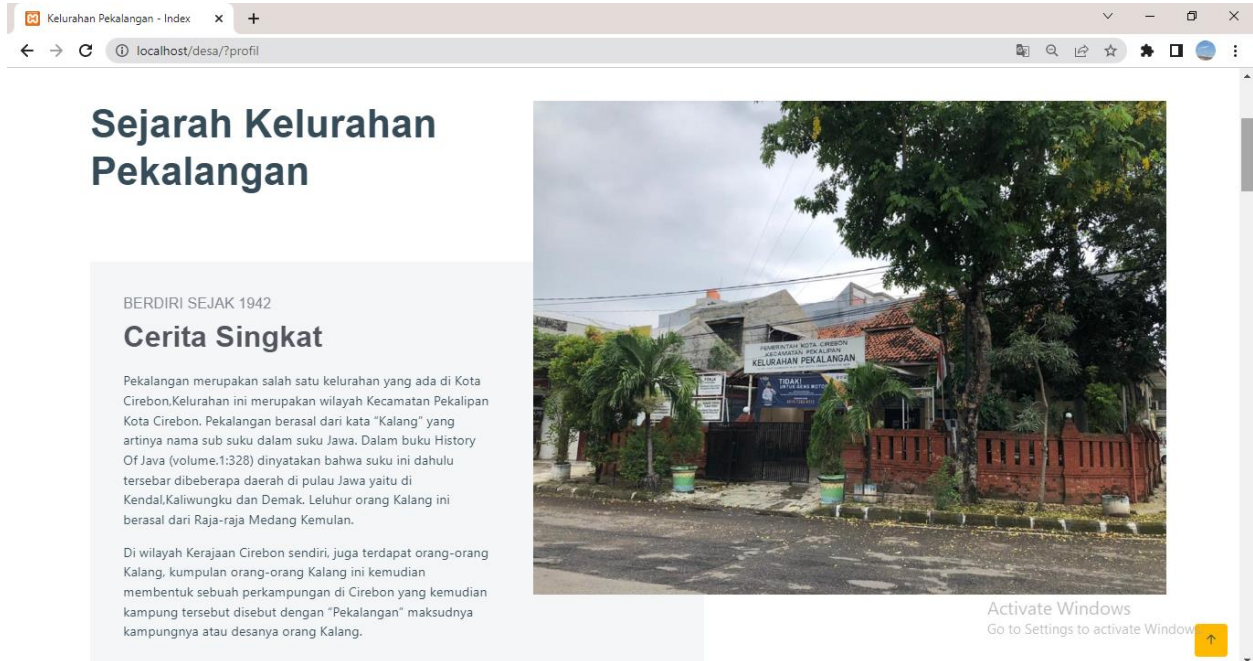 Kelurahan Pekalangan - Index
localhost/desa/?profil
Sejarah Kelurahan
Pekalangan
BERDIRI SEJAK 1942
Cerita Singkat
Pekalangan merupakan salah satu kelurahan yang ada di Kota
Cirebon,Kelurahan ini merupakan wilayah Kecamatan Pekalipan
Kota Cirebon. Pekalangan berasal dari kata “Kalang” yang
artinya nama sub suku dalam suku Jawa. Dalam buku History
Of Java (volume.1:328) dinyatakan bahwa suku ini dahulu
tersebar dibeberapa daerah di pulau Jawa yaitu di
Kendal,Kaliwungku dan Demak. Leluhur orang Kalang ini
berasal dari Raja-raja Medang Kemulan.
Di wilayah Kerajaan Cirebon sendiri, juga terdapat orang-orang
Kalang, kumpulan orang-orang Kalang ini kemudian
membentuk sebuah perkampungan di Cirebon yang kemudian
kampung tersebut disebut dengan “Pekalangan” maksudnya
kampungnya atau desanya orang Kalang.
PEMERINTAH KOTA CIREBON
KECAMATAN PEKALIPAN
KELURAHAN PEKALANGAN
TIDAK!
UNTUK GENG MOTOR
Activate Windows
Go to Settings to activate Windows